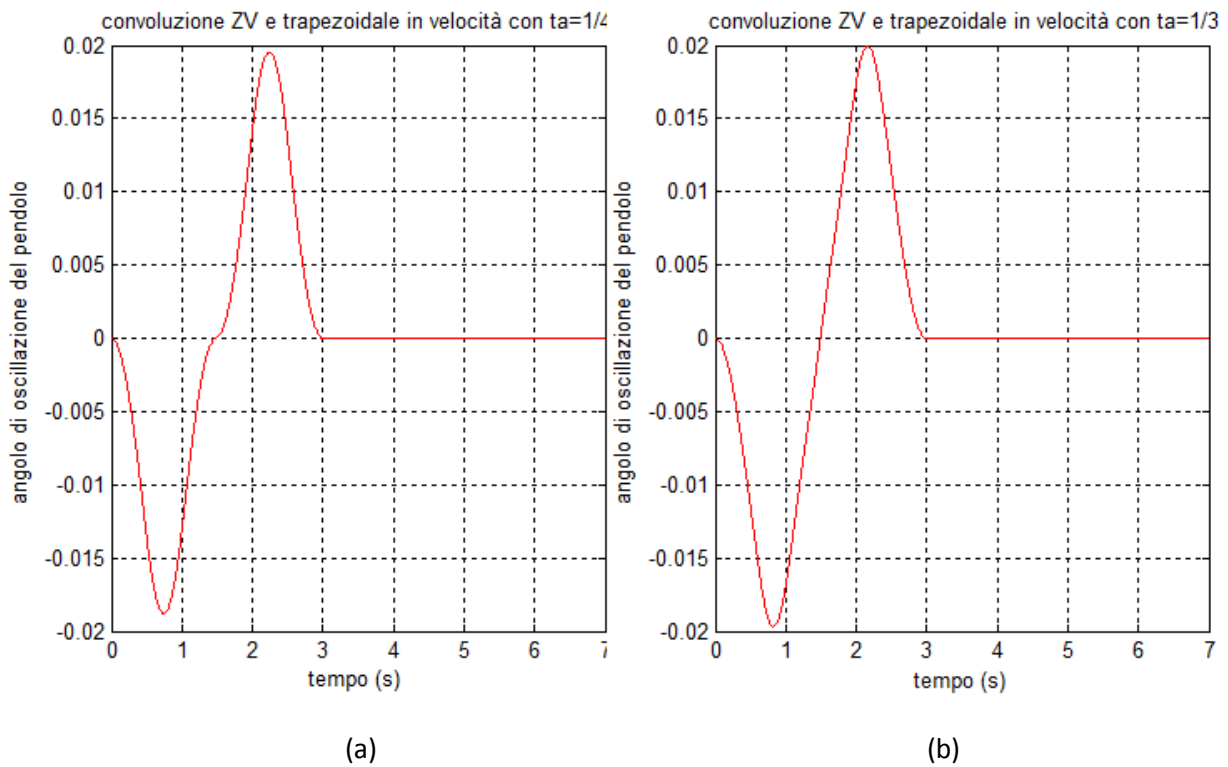 convoluzione ZV e trapezoidale in velocità con ta=1/4
0.02
0.015
0.01
0.005
0
-0.005
-0.01
-0.015
-0.02
angolo di oscillazione del pendolo
0 1 2 3 4 5 6 7
tempo (s)
(a)
convoluzione ZV e trapezoidale in velocità con ta=1/3
0.02
0.015
0.01
0.005
0
-0.005
-0.01
-0.015
-0.02
angolo di oscillazione del pendolo
0 1 2 3 4 5 6 7
tempo (s)
(b)